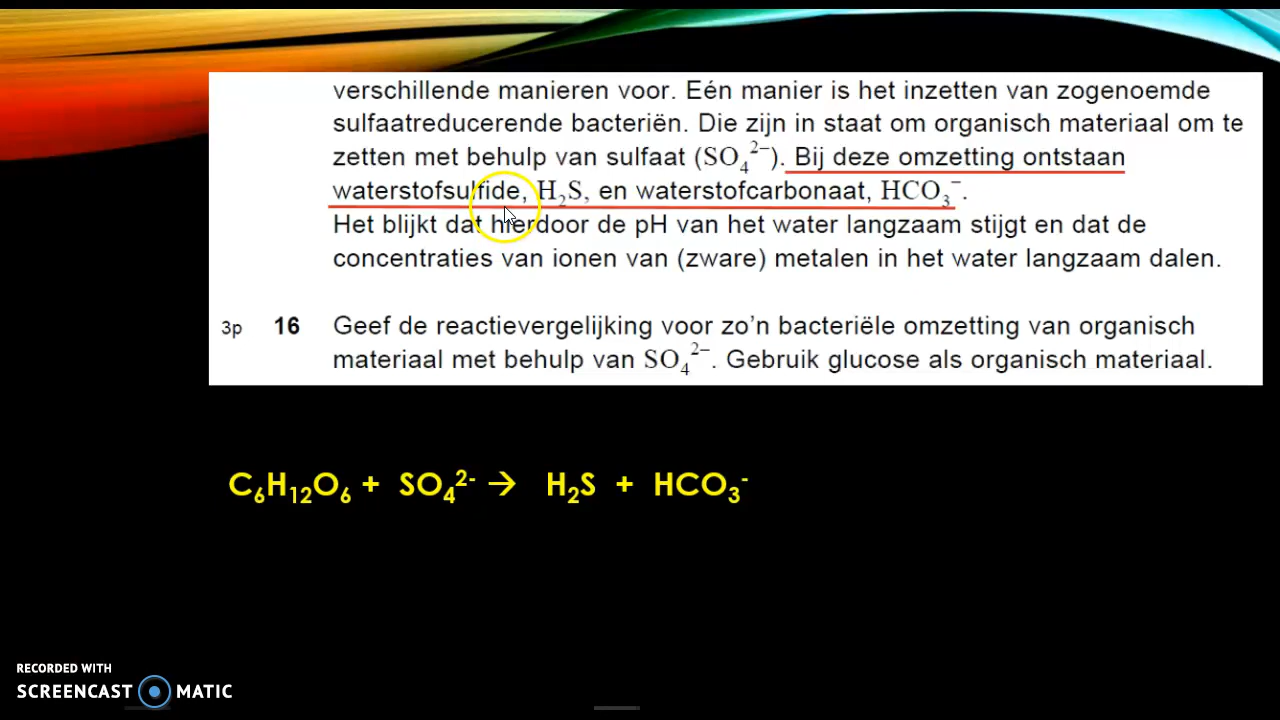 verschillende manieren voor. Eén manier is het inzetten van zogenoemde
sulfaatreducerende bacteriën. Die zijn in staat om organisch materiaal om te
zetten met behulp van sulfaat (SO₄²⁻). Bij deze omzetting ontstaan
waterstofsulfide, H₂S, en waterstofcarbonaat, HCO₃⁻.
Het blijkt dat hierdoor de pH van het water langzaam stijgt en dat de
concentraties van ionen van (zware) metalen in het water langzaam dalen.
3p 16 Geef de reactievergelijking voor zo'n bacteriële omzetting van organisch
materiaal met behulp van SO₄²⁻. Gebruik glucose als organisch materiaal.
C₆H₁₂O₆ + SO₄²⁻ → H₂S + HCO₃⁻
RECORDED WITH
SCREENCAST MATIC